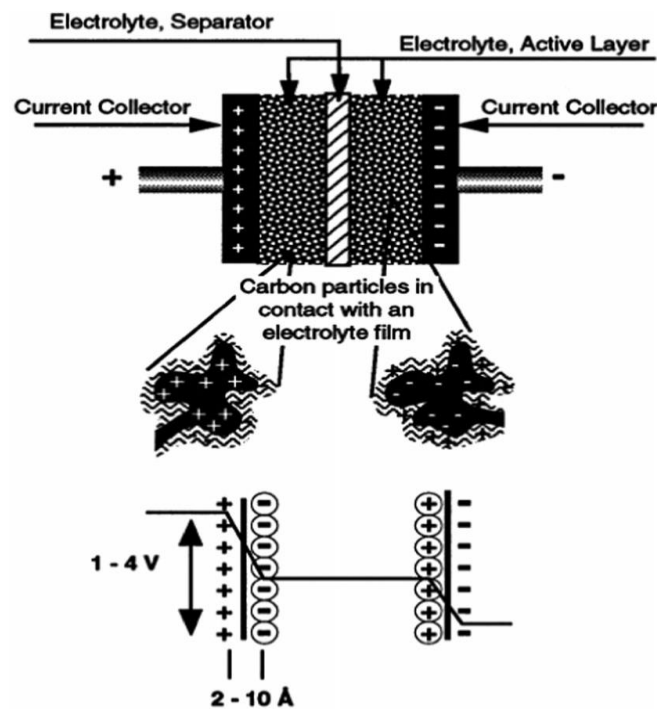 Electrolyte, Separator
Electrolyte, Active Layer
Current Collector
Current Collector
+
-
Carbon particles in
contact with an
electrolyte film
1 - 4 V
2 - 10 Å